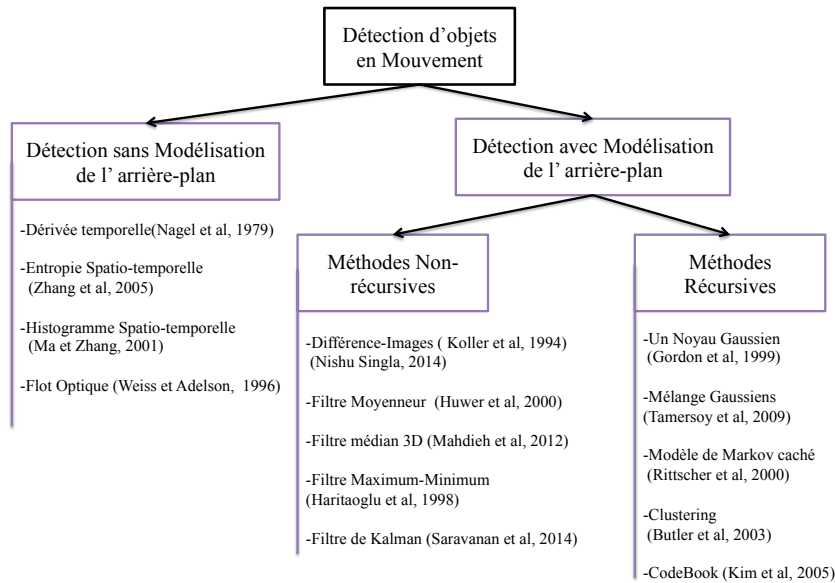 Détection d'objets
en Mouvement
Détection sans Modélisation
de l' arrière-plan
-Dérivée temporelle(Nagel et al, 1979)
-Entropie Spatio-temporelle
(Zhang et al, 2005)
-Histogramme Spatio-temporelle
(Ma et Zhang, 2001)
-Flot Optique (Weiss et Adelson, 1996)
Détection avec Modélisation
de l' arrière-plan
Méthodes Non-
récursives
-Différence-Images ( Koller et al, 1994)
(Nishu Singla, 2014)
-Filtre Moyenneur (Huwer et al, 2000)
-Filtre médian 3D (Mahdieh et al, 2012)
-Filtre Maximum-Minimum
(Haritaoglu et al, 1998)
-Filtre de Kalman (Saravanan et al, 2014)
Méthodes
Récursives
-Un Noyau Gaussien
(Gordon et al, 1999)
-Mélange Gaussiens
(Tamersoy et al, 2009)
-Modèle de Markov caché
(Rittscher et al, 2000)
-Clustering
(Butler et al, 2003)
-CodeBook (Kim et al, 2005)